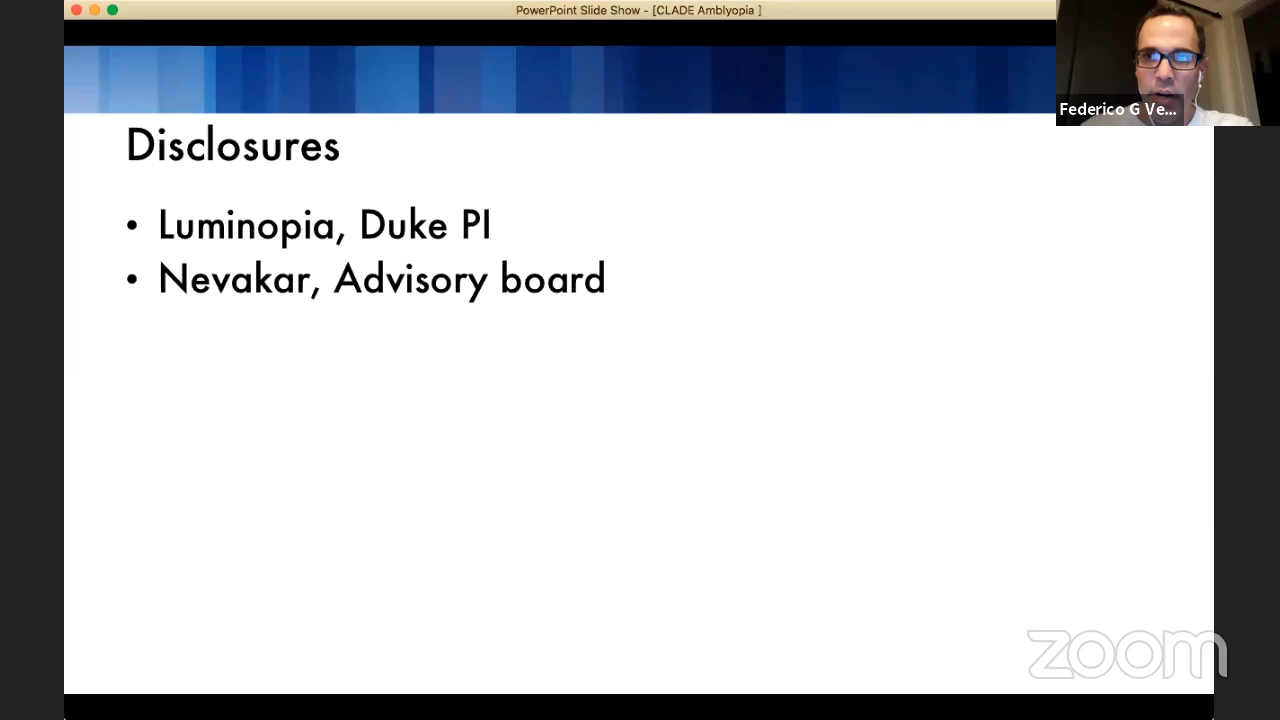 PowerPoint Slide Show - [CLADE Amblyopia ]
Federico G Ve...
Disclosures
• Luminopia, Duke PI
• Nevakar, Advisory board
zoom